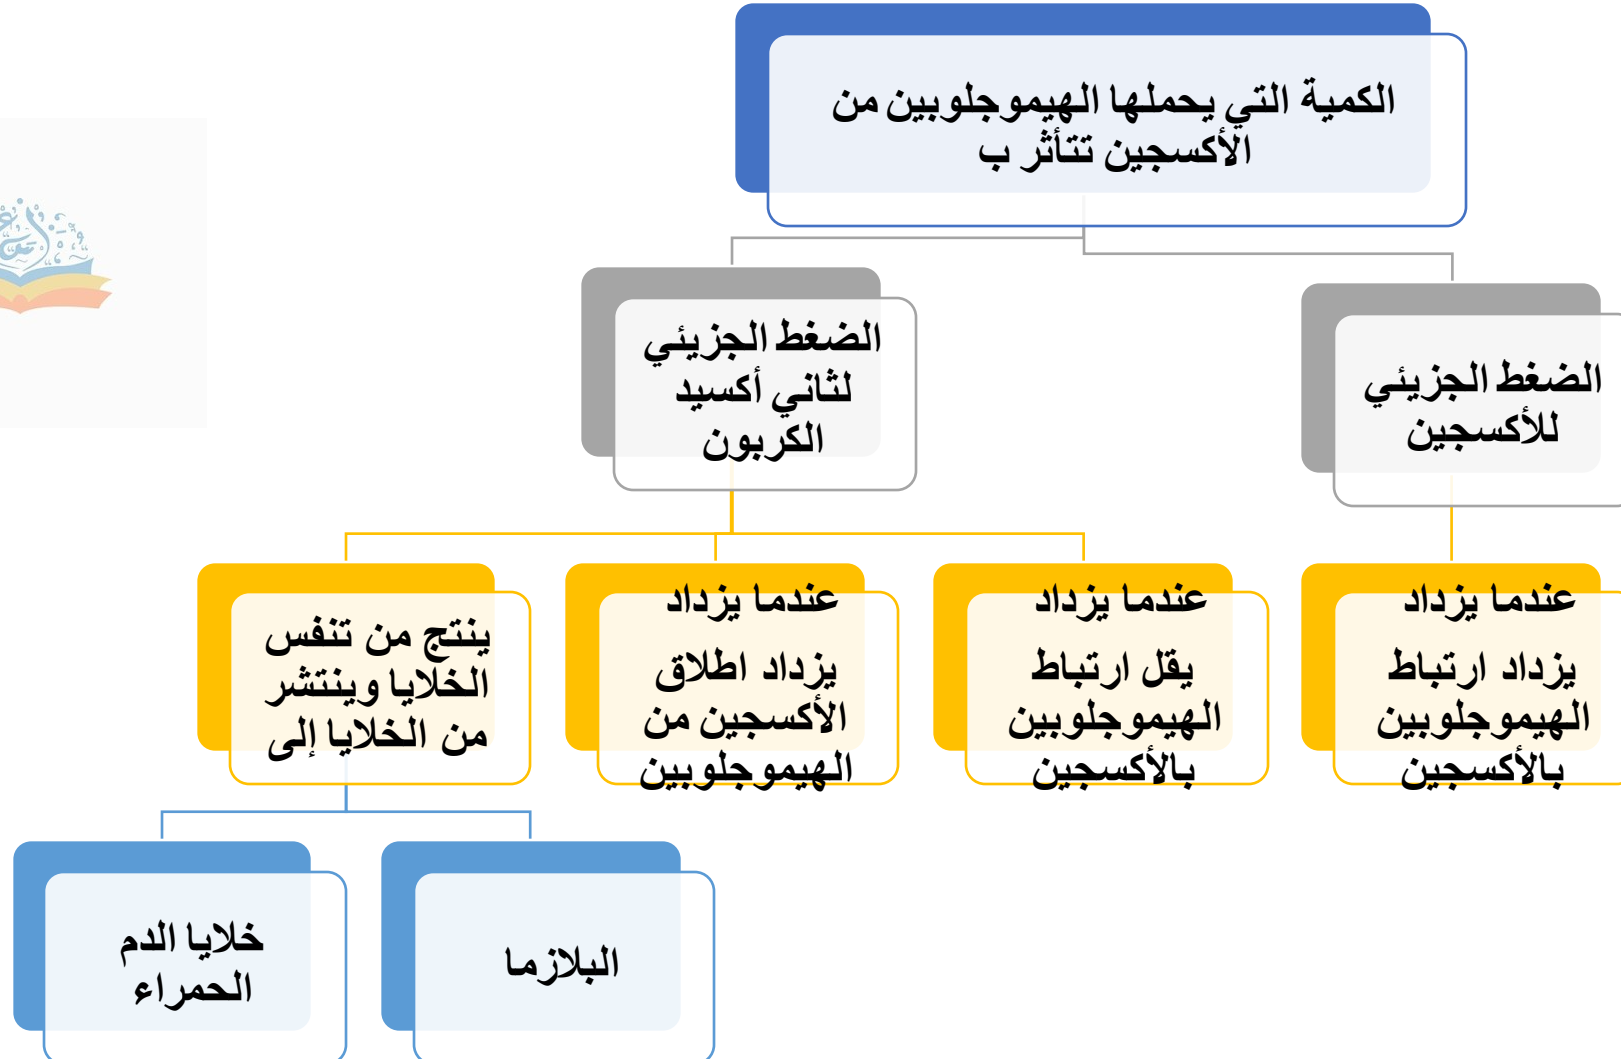 الكمية التي يحملها الهيموجلوبين من
الأكسجين تتأثر ب
الضغط الجزيئي
للأكسجين
الضغط الجزيئي
لثاني أكسيد
الكربون
عندما يزداد
يزداد ارتباط
الهيموجلوبين
بالأكسجين
عندما يزداد
يقل ارتباط
الهيموجلوبين
بالأكسجين
عندما يزداد
يزداد اطلاق
الأكسجين من
الهيموجلوبين
ينتج من تنفس
الخلايا وينتشر
من الخلايا إلى
البلازما
خلايا الدم
الحمراء